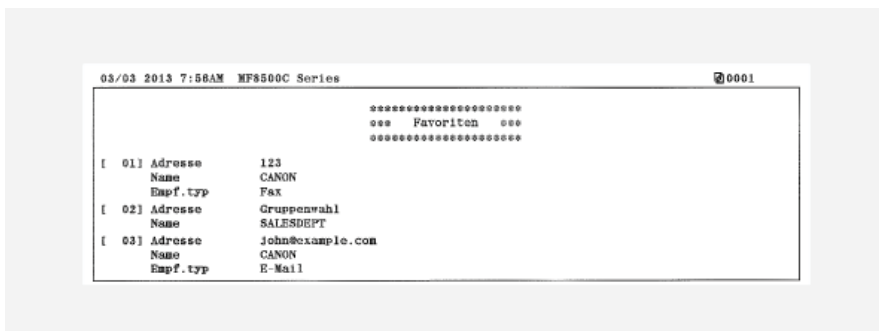 03/03 2013 7:58AM MF8500C Series 0001
*********************
*** Favoriten ***
*********************
[ 01] Adresse 123
Name CANON
Empf.typ Fax
[ 02] Adresse Gruppenwahl
Name SALESDEPT
[ 03] Adresse john@example.com
Name CANON
Empf.typ E-Mail